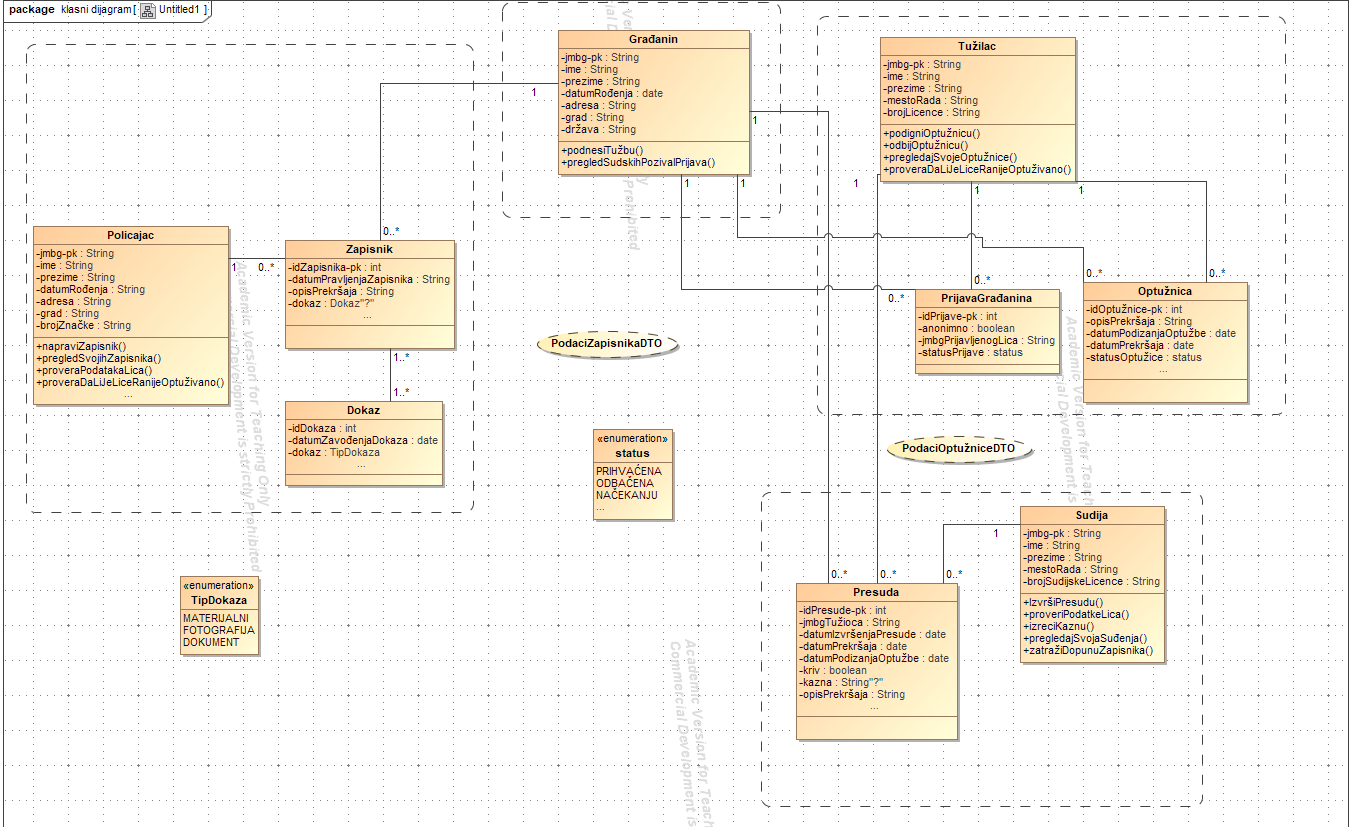 package klasni dijagram [ Untitled1 ]
Građanin
-jmbg-pk : String
-ime : String
-prezime : String
-datumRođenja : date
-adresa : String
-grad : String
-država : String
+podnesiTužbu()
+pregledSudskihPozivaIPrijava()
Tužilac
-jmbg-pk : String
-ime : String
-prezime : String
-mestoRada : String
-brojLicence : String
+podigniOptužnicu()
+odbijOptužnicu()
+pregledajSvojeOptužnice()
+proveraDaLiJeLiceRanijeOptuživano()
1
1
1
1
1
1
1
0..*
Policajac
-jmbg-pk : String
-ime : String
-prezime : String
-datumRođenja : String
-adresa : String
-grad : String
-brojZnačke : String
+napraviZapisnik()
+pregledSvojihZapisnika()
+proveraPodatakaLica()
+proveraDaLiJeLiceRanijeOptuživano()
...
1
0..*
Zapisnik
-idZapisnika-pk : int
-datumPravljenjaZapisnika : String
-opisPrekršaja : String
-dokaz : Dokaz"?"
...
1..*
1..*
Dokaz
-idDokaza : int
-datumZavođenjaDokaza : date
-dokaz : TipDokaza
...
PodaciZapisnikaDTO
0..*
0..*
PrijavaGrađanina
-idPrijave-pk : int
-anonimno : boolean
-jmbgPrijavljenogLica : String
-statusPrijave : status
0..*
0..*
Optužnica
-idOptužnice-pk : int
-opisPrekršaja : String
-datumPodizanjaOptužbe : date
-datumPrekršaja : date
-statusOptužice : status
...
«enumeration»
status
PRIHVAĆENA
ODBAČENA
NAČEKANJU
...
PodaciOptužniceDTO
«enumeration»
TipDokaza
MATERIJALNI
FOTOGRAFIJA
DOKUMENT
Sudija
-jmbg-pk : String
-ime : String
-prezime : String
-mestoRada : String
-brojSudijskeLicence : String
+IzvršiPresudu()
+proveriPodatkeLica()
+izreciKaznu()
+pregledajSvojaSuđenja()
+zatražiDopunuZapisnika()
1
0..*
0..*
0..*
Presuda
-idPresude-pk : int
-jmbgTužioca : String
-datumIzvršenjaPresude : date
-datumPrekršaja : date
-datumPodizanjaOptužbe : date
-kriv : boolean
-kazna : String"?"
-opisPrekršaja : String
...
Academic Version for Teaching Only
Commercial Development is strictly Prohibited
Academic Version for Teach
Commercial Development is